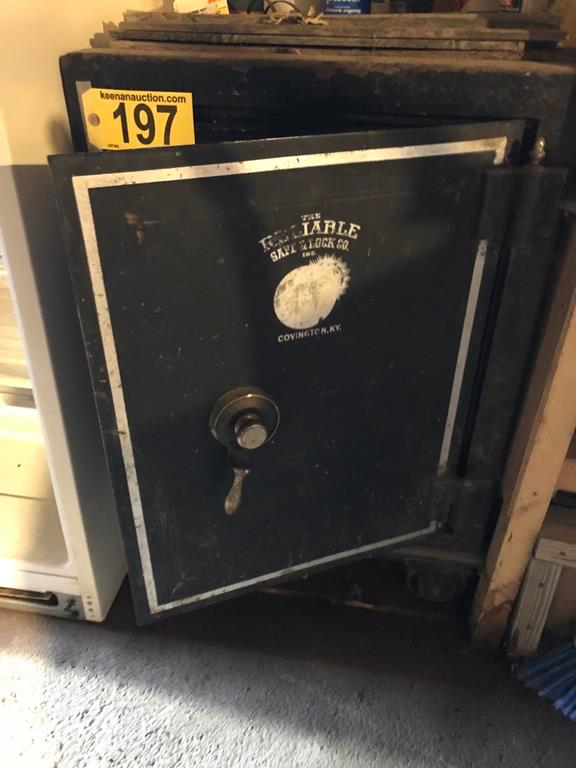 keenanauction.com
197
THE
RELIABLE
SAFE & LOCK CO.
INC.
COVINGTON, KY.